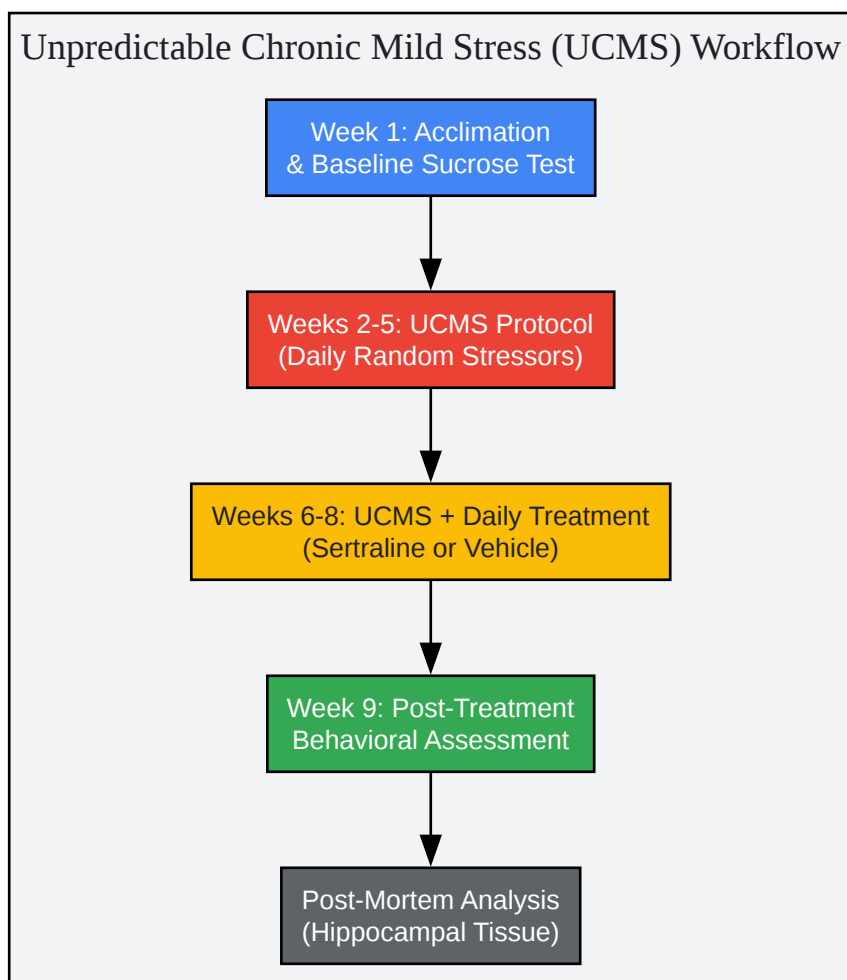 Unpredictable Chronic Mild Stress (UCMS) Workflow
Week 1: Acclimation
& Baseline Sucrose Test
Weeks 2-5: UCMS Protocol
(Daily Random Stressors)
Weeks 6-8: UCMS + Daily Treatment
(Sertraline or Vehicle)
Week 9: Post-Treatment
Behavioral Assessment
Post-Mortem Analysis
(Hippocampal Tissue)